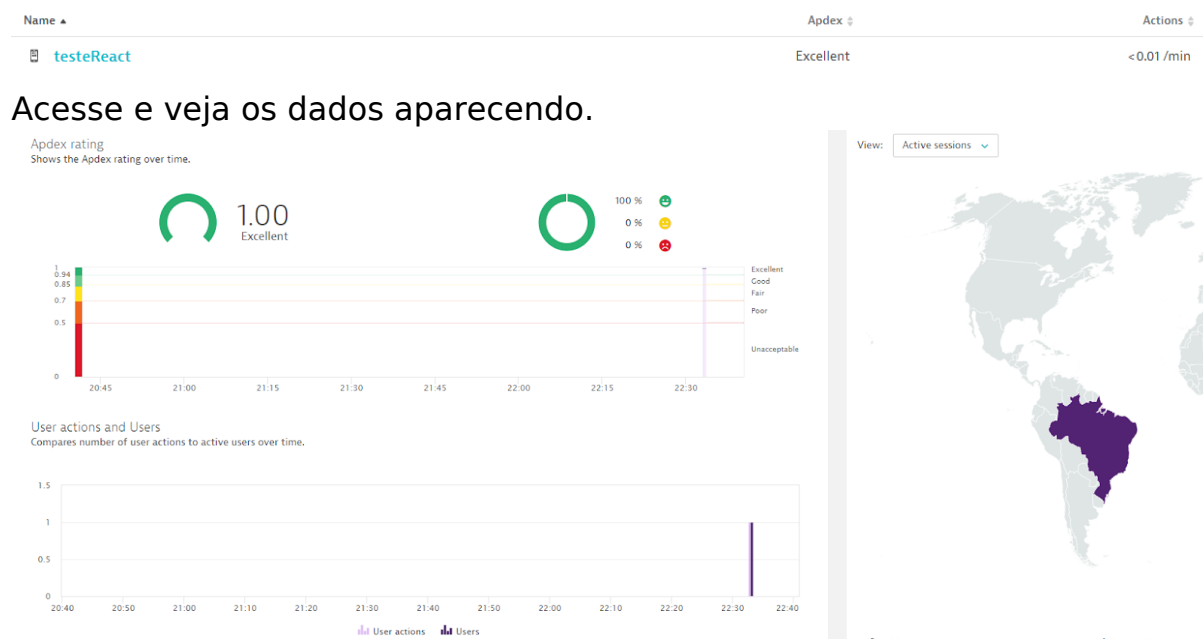 Name Apdex Actions
testeReact Excellent <0.01 /min
Acesse e veja os dados aparecendo.
Apdex rating
Shows the Apdex rating over time.
1.00
Excellent
100 %
0 %
0 %
1
0.94
0.85
0.7
0.5
0
Excellent
Good
Fair
Poor
Unacceptable
20:45 21:00 21:15 21:30 21:45 22:00 22:15 22:30
User actions and Users
Compares number of user actions to active users over time.
1.5
1
0.5
0
20:40 20:50 21:00 21:10 21:20 21:30 21:40 21:50 22:00 22:10 22:20 22:30 22:40
User actions Users
View: Active sessions